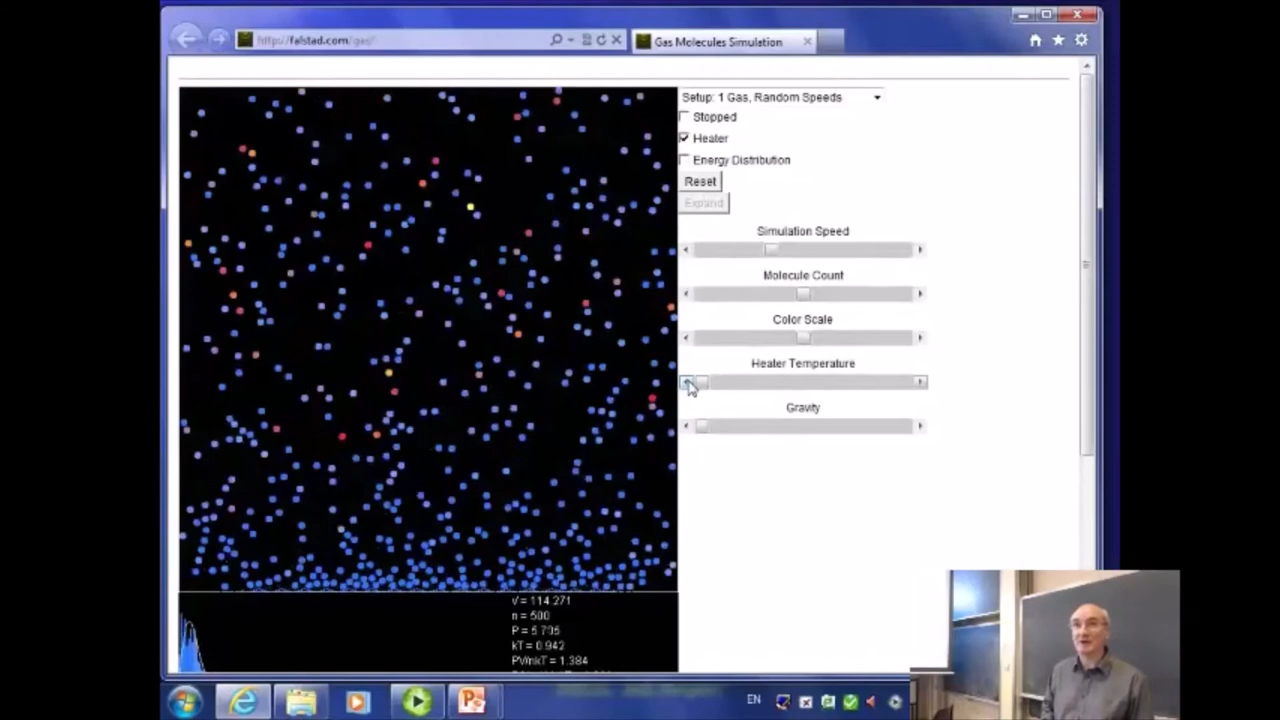 http://falstad.com/gas/
Gas Molecules Simulation
Setup: 1 Gas, Random Speeds
Stopped
Heater
Energy Distribution
Reset
Expand
Simulation Speed
Molecule Count
Color Scale
Heater Temperature
Gravity
v = 114.271
n = 500
P = 5.705
kT = 0.942
PV/nkT = 1.384
EN